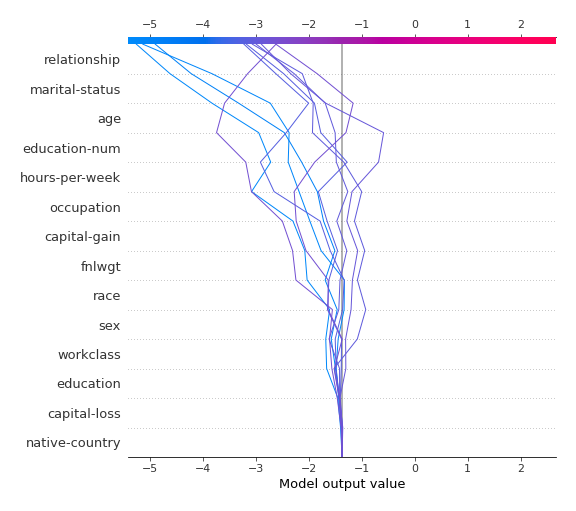 −5 −4 −3 −2 −1 0 1 2
relationship
marital-status
age
education-num
hours-per-week
occupation
capital-gain
fnlwgt
race
sex
workclass
education
capital-loss
native-country
−5 −4 −3 −2 −1 0 1 2
Model output value